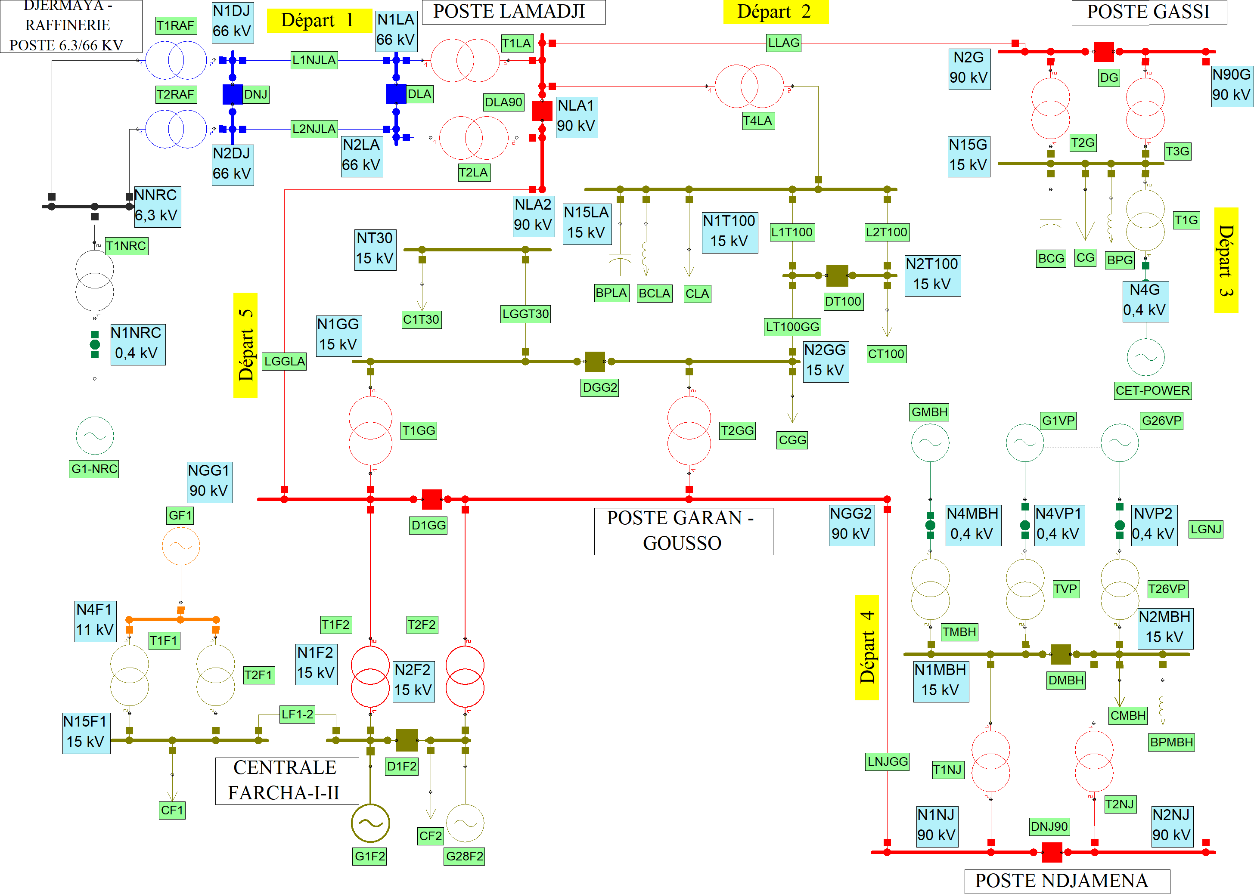 DJERMAYA -
RAFFINERIE
POSTE 6.3/66 KV
T1RAF
N1DJ
66 kV
Départ 1
N1LA
66 kV
POSTE LAMADJI
Départ 2
POSTE GASSI
T1LA
LLAG
L1NJLA
N2G
90 kV
DG
N90G
90 kV
T2RAF
DNJ
DLA
DLA90
NLA1
90 kV
T4LA
L2NJLA
N2DJ
66 kV
N2LA
66 kV
T2LA
N15G
15 kV
T2G
T3G
NNRC
6,3 kV
NLA2
90 kV
N15LA
15 kV
N1T100
15 kV
L1T100
L2T100
T1G
Départ 3
T1NRC
NT30
15 kV
N2T100
15 kV
BCG
CG
BPG
N4G
0,4 kV
BPLA
BCLA
CLA
DT100
C1T30
LGGT30
LT100GG
CT100
N1GG
15 kV
N1NRC
0,4 kV
Départ 5
LGGLA
DGG2
N2GG
15 kV
CET-POWER
T1GG
T2GG
CGG
GMBH
G1VP
G26VP
G1-NRC
NGG1
90 kV
D1GG
POSTE GARAN -
GOUSSO
NGG2
90 kV
N4MBH
0,4 kV
N4VP1
0,4 kV
NVP2
0,4 kV
LGNJ
GF1
TVP
T26VP
N4F1
11 kV
T1F1
T2F1
T1F2
T2F2
N1F2
15 kV
N2F2
15 kV
Départ 4
TMBH
N2MBH
15 kV
N1MBH
15 kV
DMBH
CMBH
BPMBH
N15F1
15 kV
LF1-2
D1F2
CENTRALE
FARCHA-I-II
LNJGG
T1NJ
T2NJ
CF1
CF2
G1F2
G28F2
N1NJ
90 kV
DNJ90
N2NJ
90 kV
POSTE NDJAMENA